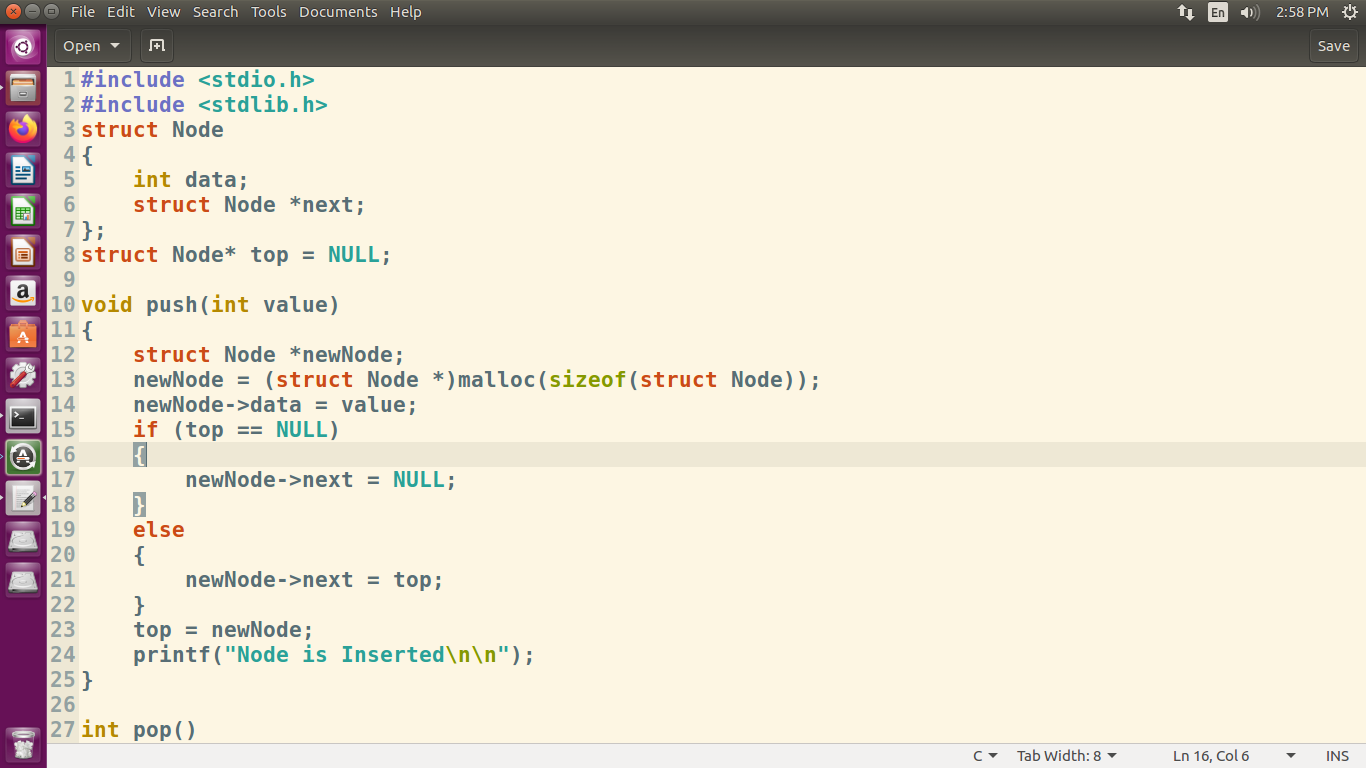 File Edit View Search Tools Documents Help En 2:58 PM
Open Save
1 #include <stdio.h>
2 #include <stdlib.h>
3 struct Node
4 {
5     int data;
6     struct Node *next;
7 };
8 struct Node* top = NULL;
9
10 void push(int value)
11 {
12     struct Node *newNode;
13     newNode = (struct Node *)malloc(sizeof(struct Node));
14     newNode->data = value;
15     if (top == NULL)
16     {
17         newNode->next = NULL;
18     }
19     else
20     {
21         newNode->next = top;
22     }
23     top = newNode;
24     printf("Node is Inserted\n\n");
25 }
26
27 int pop()
C Tab Width: 8 Ln 16, Col 6 INS